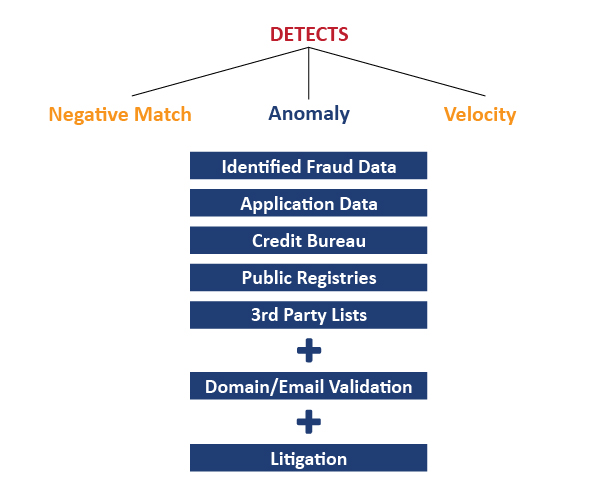 DETECTS
Negative Match
Anomaly
Velocity
Identified Fraud Data
Application Data
Credit Bureau
Public Registries
3rd Party Lists
+
Domain/Email Validation
+
Litigation